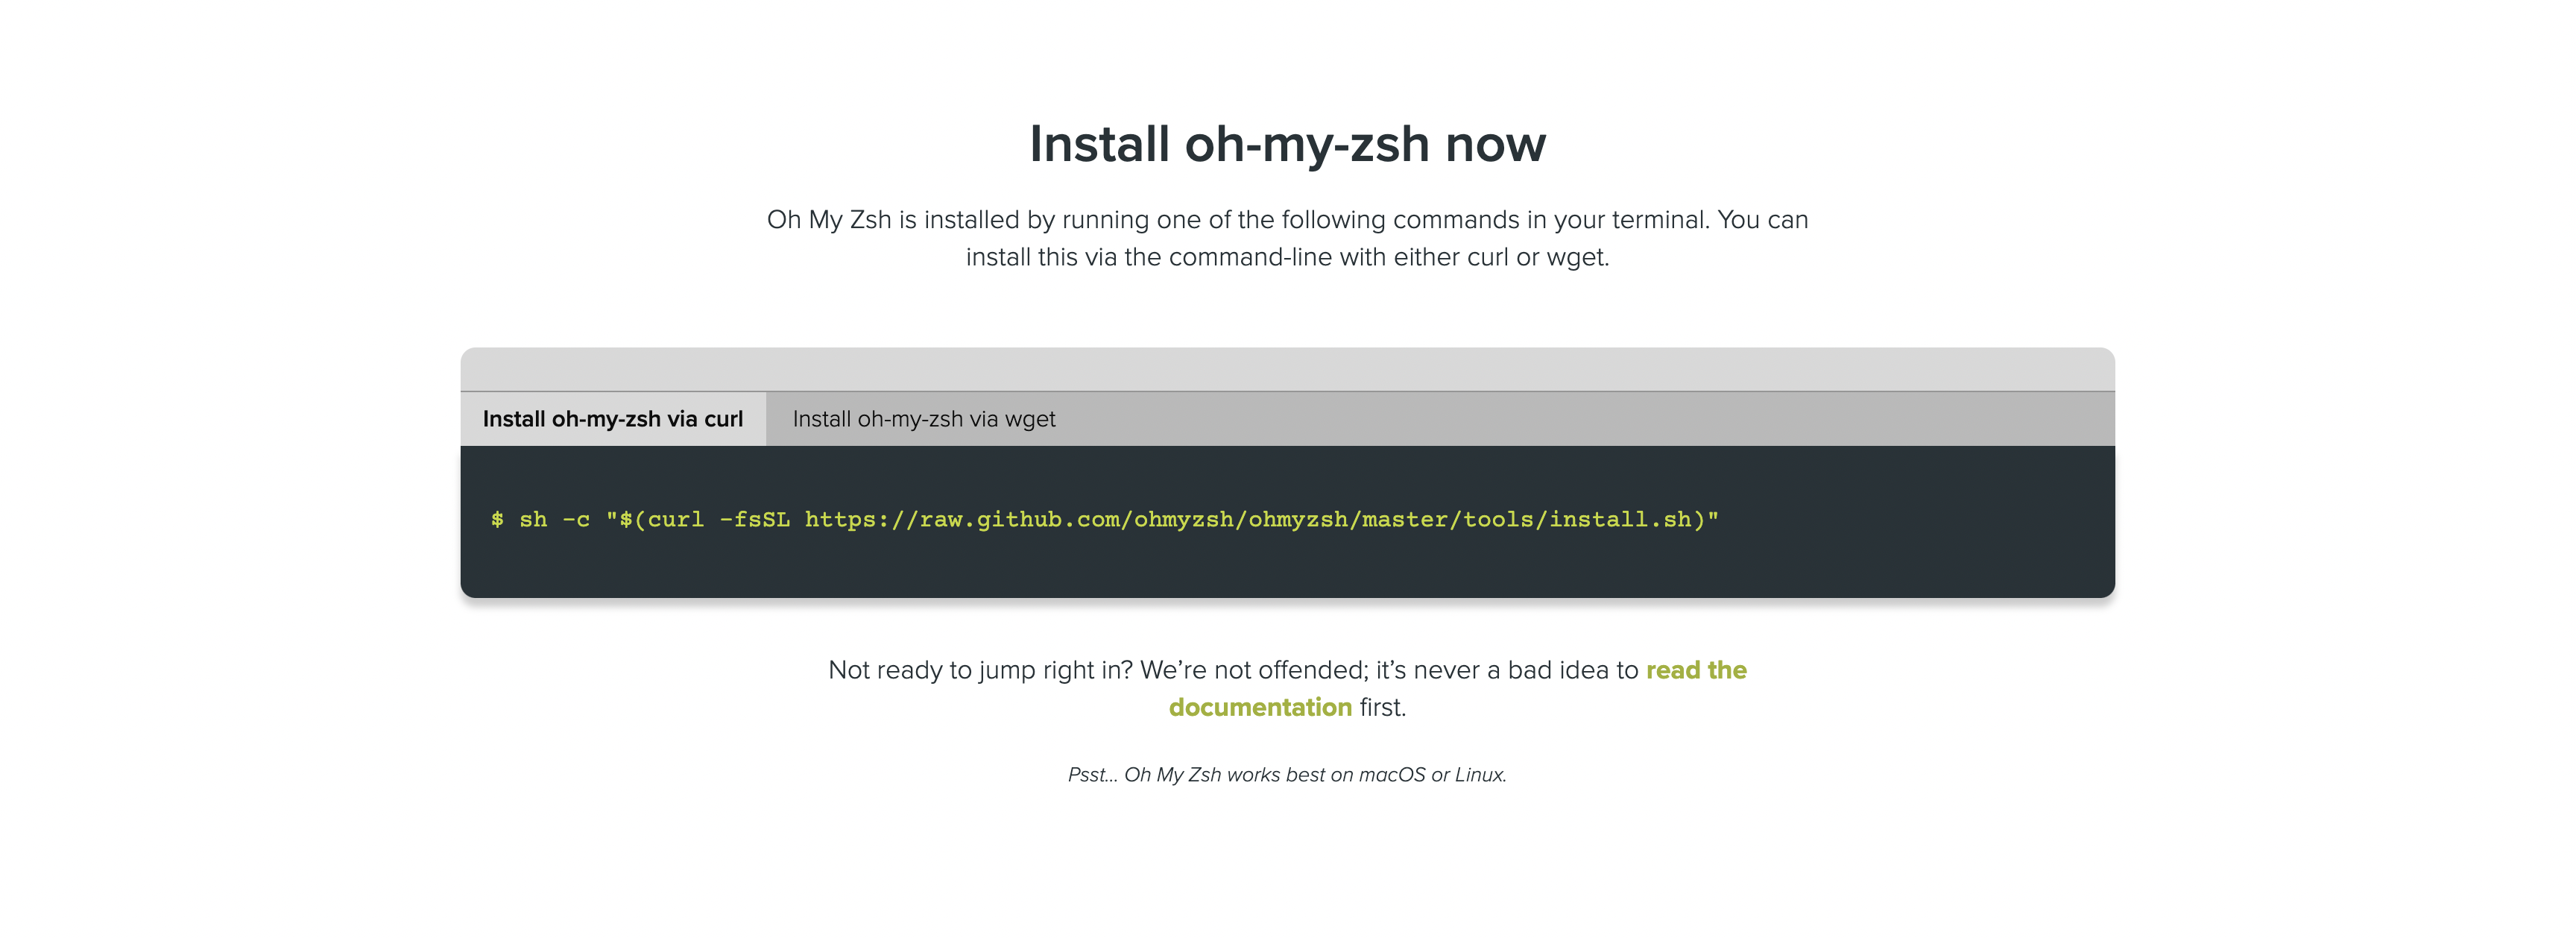 Install oh-my-zsh now
Oh My Zsh is installed by running one of the following commands in your terminal. You can
install this via the command-line with either curl or wget.
Install oh-my-zsh via curl
Install oh-my-zsh via wget
$ sh -c "$(curl -fsSL https://raw.github.com/ohmyzsh/ohmyzsh/master/tools/install.sh)"
Not ready to jump right in? We’re not offended; it’s never a bad idea to read the
documentation first.
Psst... Oh My Zsh works best on macOS or Linux.